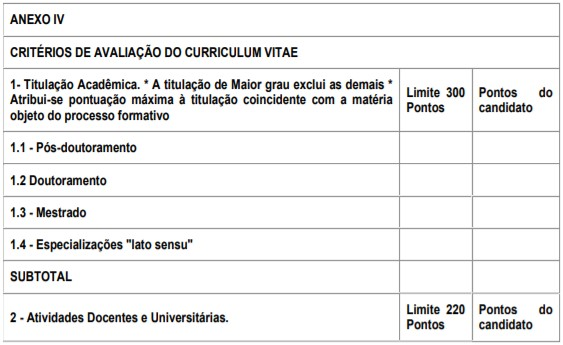 ANEXO IV
CRITÉRIOS DE AVALIAÇÃO DO CURRICULUM VITAE
1- Titulação Acadêmica. * A titulação de Maior grau exclui as demais *
Atribui-se pontuação máxima à titulação coincidente com a matéria
objeto do processo formativo
Limite 300
Pontos
Pontos do
candidato
1.1 - Pós-doutoramento
1.2 Doutoramento
1.3 - Mestrado
1.4 - Especializações "lato sensu"
SUBTOTAL
2 - Atividades Docentes e Universitárias.
Limite 220
Pontos
Pontos do
candidato